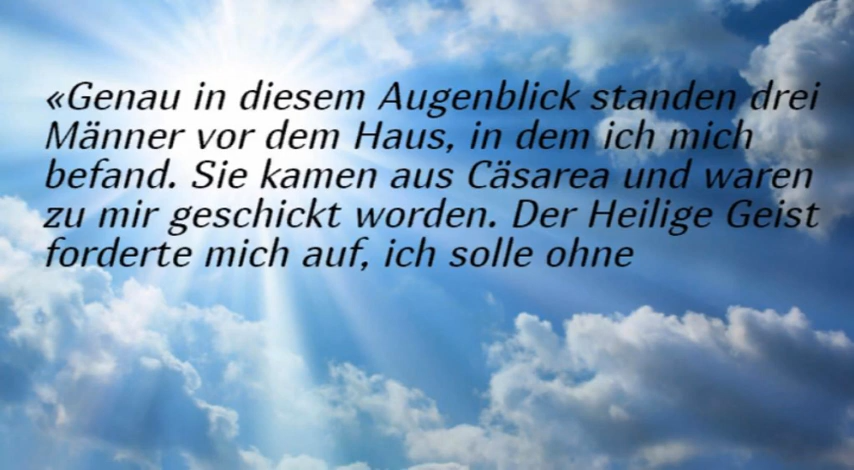 «Genau in diesem Augenblick standen drei
Männer vor dem Haus, in dem ich mich
befand. Sie kamen aus Cäsarea und waren
zu mir geschickt worden. Der Heilige Geist
forderte mich auf, ich solle ohne